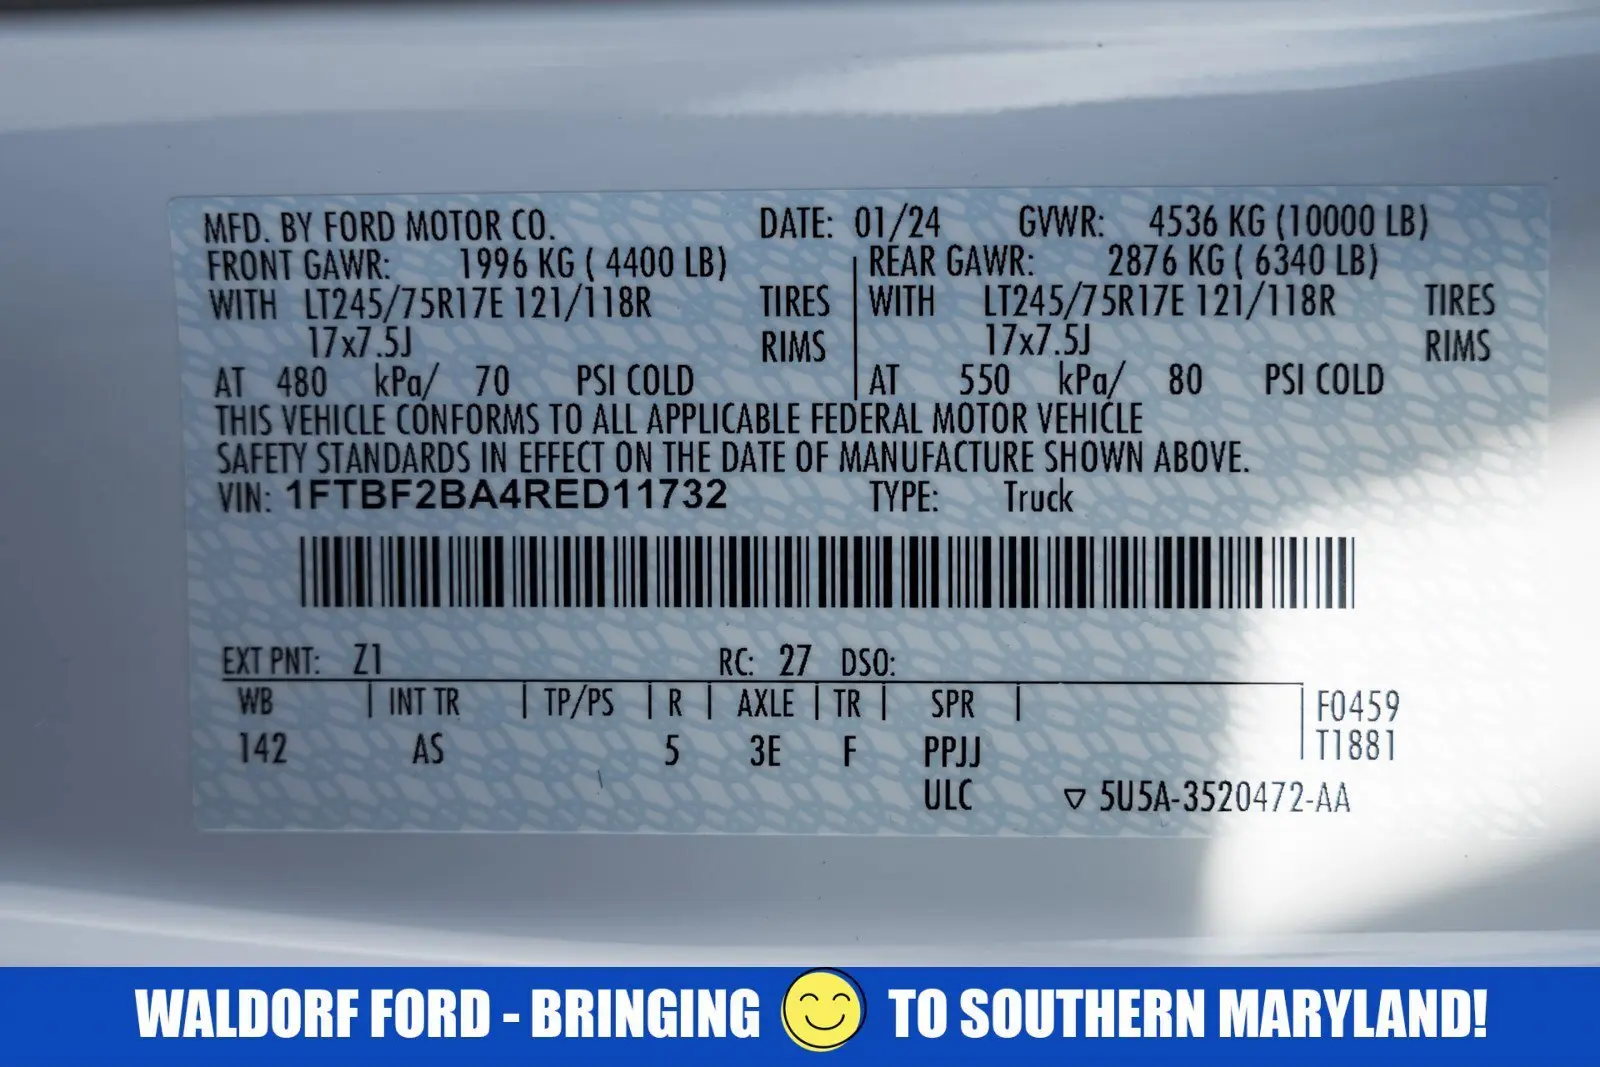 MFD. BY FORD MOTOR CO. DATE: 01/24 GVWR: 4536 KG (10000 LB)
FRONT GAWR: 1996 KG ( 4400 LB) REAR GAWR: 2876 KG ( 6340 LB)
WITH LT245/75R17E 121/118R TIRES WITH LT245/75R17E 121/118R TIRES
17x7.5J RIMS 17x7.5J RIMS
AT 480 kPa/ 70 PSI COLD AT 550 kPa/ 80 PSI COLD
THIS VEHICLE CONFORMS TO ALL APPLICABLE FEDERAL MOTOR VEHICLE
SAFETY STANDARDS IN EFFECT ON THE DATE OF MANUFACTURE SHOWN ABOVE.
VIN: 1FTBF2BA4RED11732 TYPE: Truck
EXT PNT: Z1 RC: 27 DSO:
WB | INT TR | TP/PS | R | AXLE | TR | SPR | F0459
142 AS 5 3E F PPJJ T1881
ULC ▽ 5U5A-3520472-AA
WALDORF FORD - BRINGING TO SOUTHERN MARYLAND!